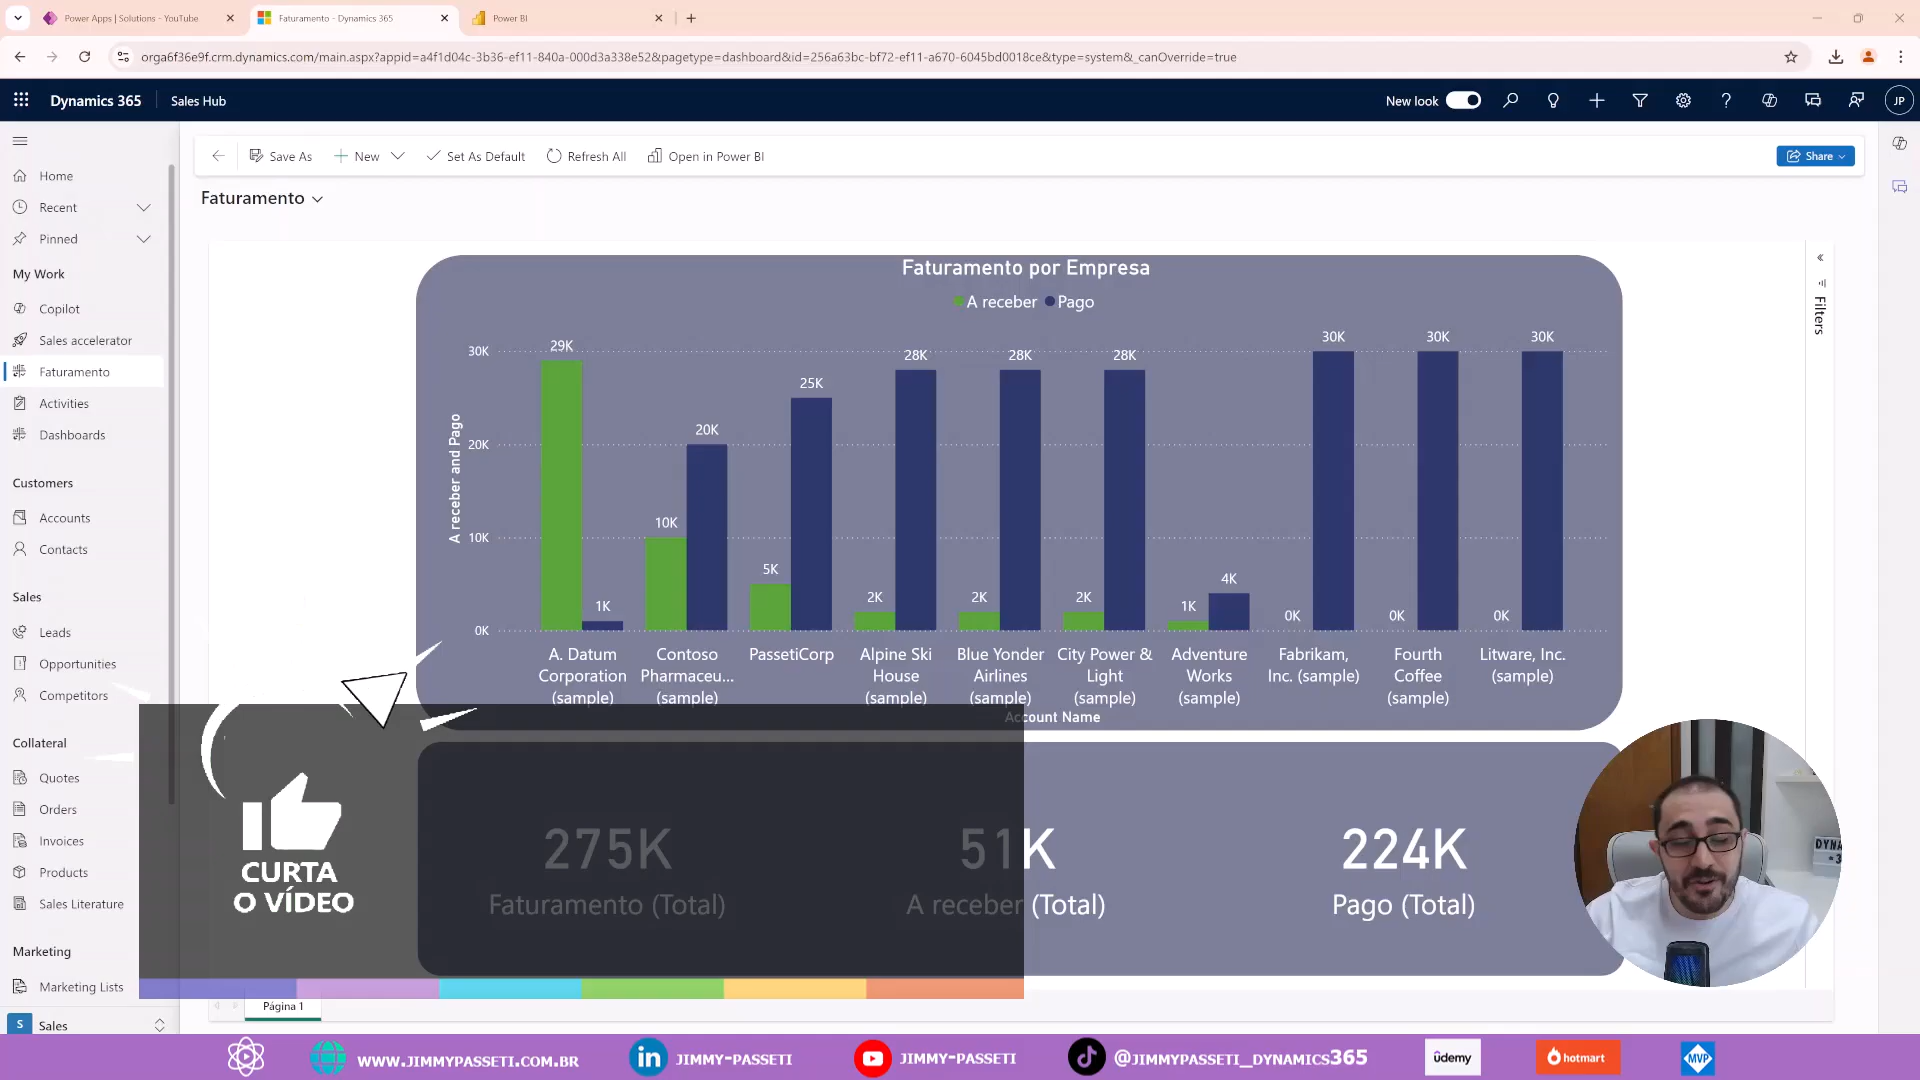 Power Apps | Solutions - YouTube
Faturamento - Dynamics 365
Power BI
orga6f36e9f.crm.dynamics.com/main.aspx?appid=a4f1d04c-3b36-ef11-840a-000d3a338e52&pagetype=dashboard&id=256a63bc-bf72-ef11-a670-6045bd0018ce&type=system&_canOverride=true
Dynamics 365
Sales Hub
New look
JP
Save As
New
Set As Default
Refresh All
Open in Power BI
Share
Home
Recent
Pinned
My Work
Copilot
Sales accelerator
Faturamento
Activities
Dashboards
Customers
Accounts
Contacts
Sales
Leads
Opportunities
Competitors
Collateral
Quotes
Orders
Invoices
Products
Sales Literature
Marketing
Marketing Lists
S
Sales
Faturamento
Filters
Faturamento por Empresa
A receber
Pago
A receber and Pago
30K
20K
10K
0K
29K
1K
10K
20K
5K
25K
2K
28K
2K
28K
2K
28K
1K
4K
0K
30K
0K
30K
0K
30K
A. Datum
Corporation
(sample)
Contoso
Pharmaceu...
(sample)
PassetiCorp
Alpine Ski
House
(sample)
Blue Yonder
Airlines
(sample)
City Power &
Light
(sample)
Adventure
Works
(sample)
Fabrikam,
Inc. (sample)
Fourth
Coffee
(sample)
Litware, Inc.
(sample)
Account Name
275K
Faturamento (Total)
51K
A receber (Total)
224K
Pago (Total)
CURTA
O VÍDEO
Página 1
WWW.JIMMYPASSETI.COM.BR
in
JIMMY-PASSETI
JIMMY-PASSETI
@JIMMYPASSETI_DYNAMICS365
udemy
hotmart
MVP